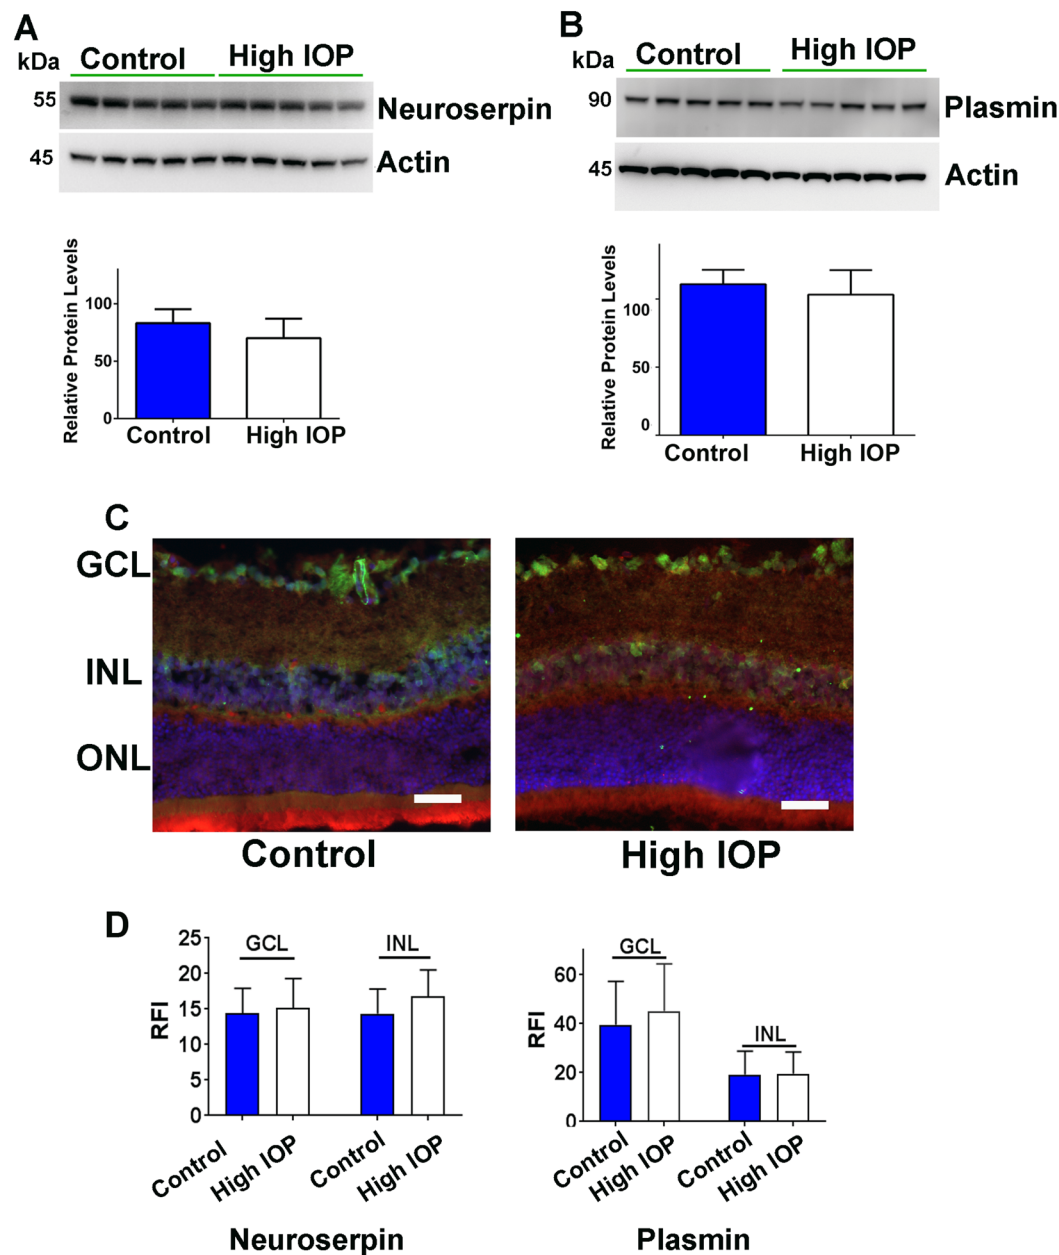 A
kDa
Control
High IOP
55
Neuroserpin
45
Actin
Relative Protein Levels
100
50
0
Control
High IOP
B
kDa
Control
High IOP
90
Plasmin
45
Actin
Relative Protein Levels
100
50
0
Control
High IOP
C
GCL
INL
ONL
Control
High IOP
D
RFI
25
20
15
10
5
0
GCL
INL
Control
High IOP
Control
High IOP
Neuroserpin
RFI
60
40
20
0
GCL
INL
Control
High IOP
Control
High IOP
Plasmin